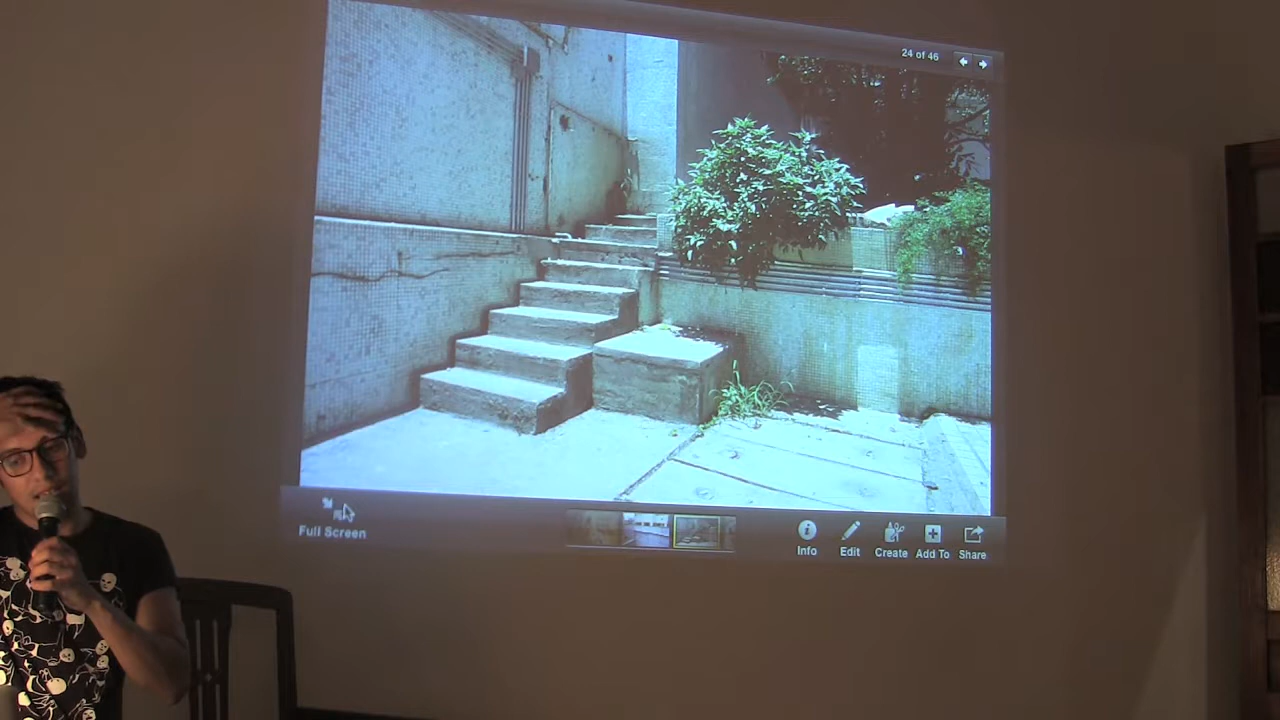 24 of 46
Full Screen
Info
Edit
Create
Add To
Share